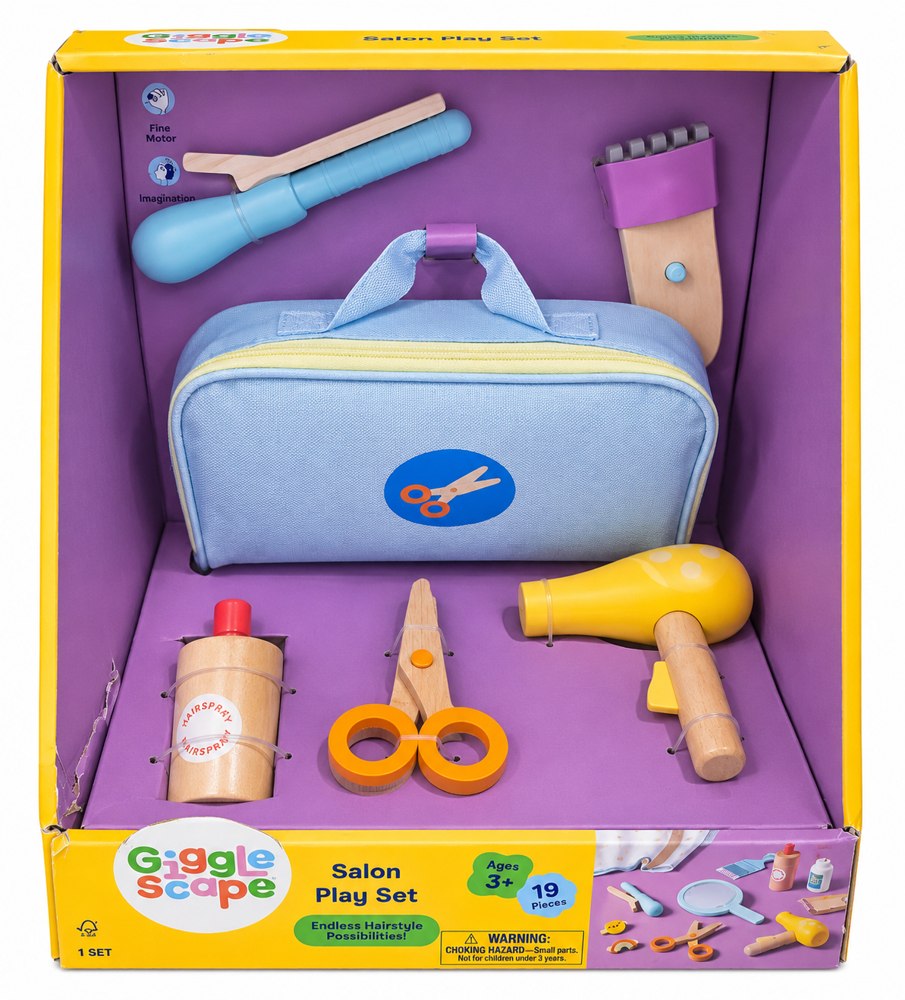 Giggle
Scape
Salon Play Set
Fine
Motor
Imagination
HAIRSPRAY
HAIRSPRAY
Giggle
Scape
Salon
Play Set
Endless Hairstyle
Possibilities!
Ages
3+
19
Pieces
1 SET
WARNING:
CHOKING HAZARD—Small parts.
Not for children under 3 years.